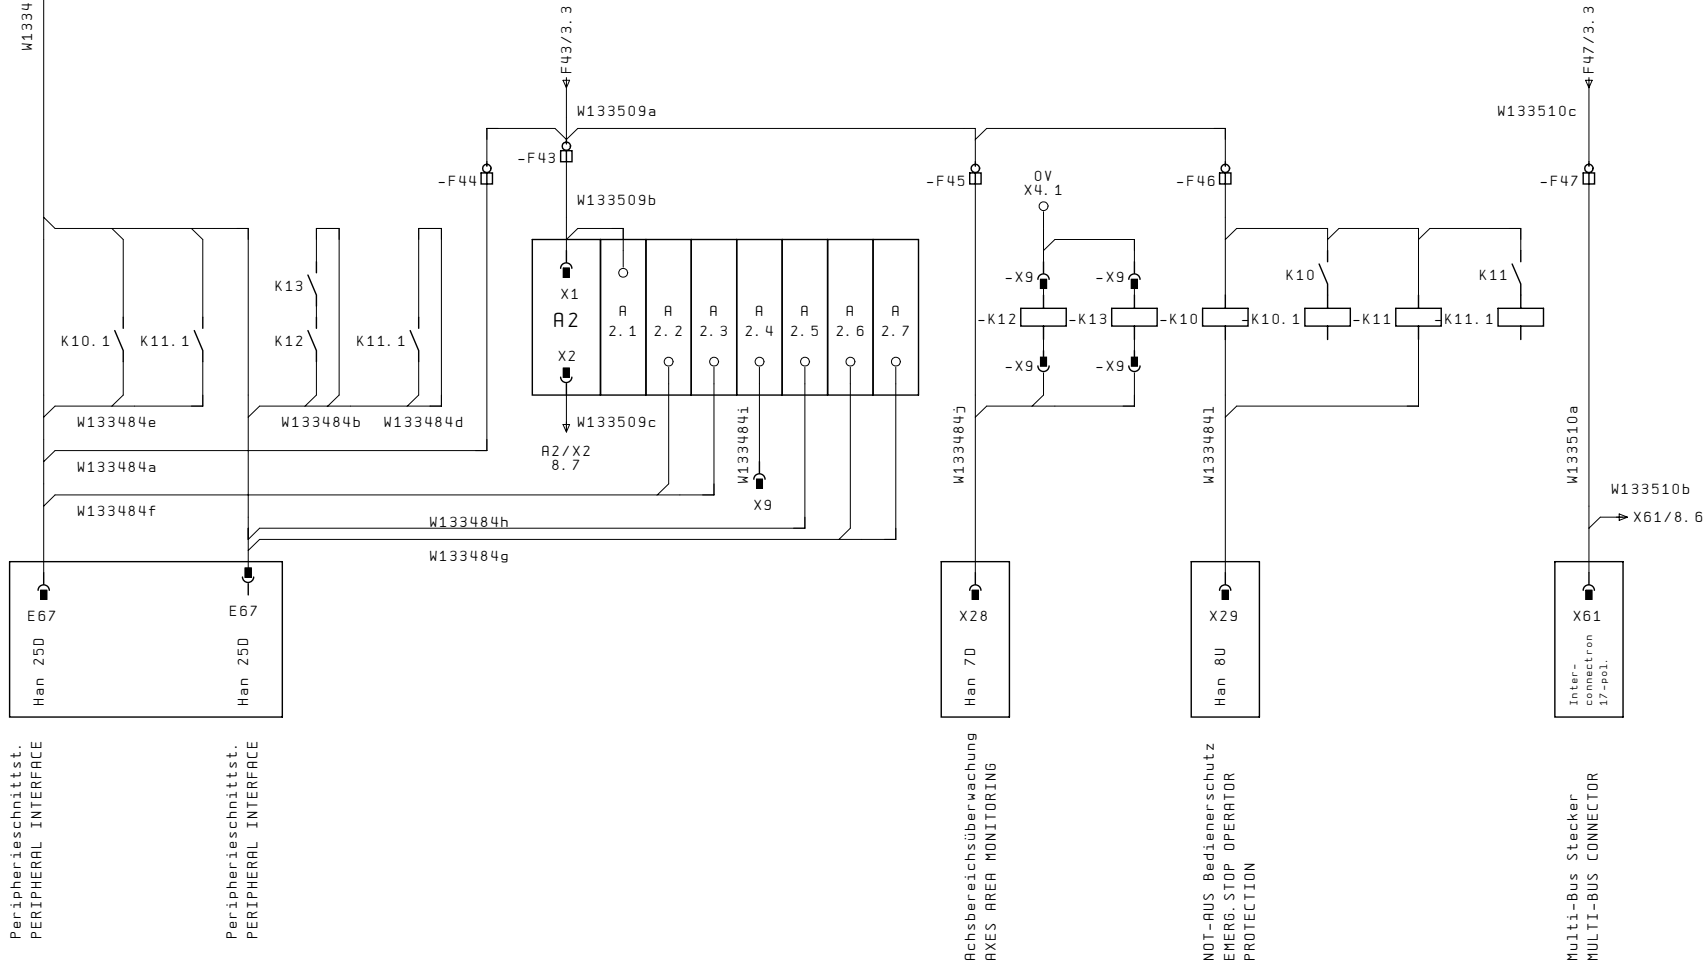 W1334
F43/3.3
F47/3.3
W133509a
W133510c
-F43
-F44
-F45
-F46
-F47
0V
X4.1
W133509b
K13
-X9
-X9
K10
K11
X1
A2
X2
A
2.1
A
2.2
A
2.3
A
2.4
A
2.5
A
2.6
A
2.7
-K12
-K13
-K10
-K10.1
-K11
-K11.1
K10.1
K11.1
K12
K11.1
-X9
-X9
W133484e
W133484b
W133484d
W133509c
W133484i
W133484j
W133484l
W133510a
A2/X2
8.7
W133484a
W133510b
X61/8.6
X9
W133484f
W133484h
W133484g
E67
Han 25D
E67
Han 25D
X28
Han 7D
X29
Han 8U
X61
Inter-
connectron
17-pol.
Peripherieschnittst.
PERIPHERAL INTERFACE
Peripherieschnittst.
PERIPHERAL INTERFACE
Achsbereichsüberwachung
AXES AREA MONITORING
NOT-AUS Bedienerschutz
EMERG.STOP OPERATOR
PROTECTION
Multi-Bus Stecker
MULTI-BUS CONNECTOR